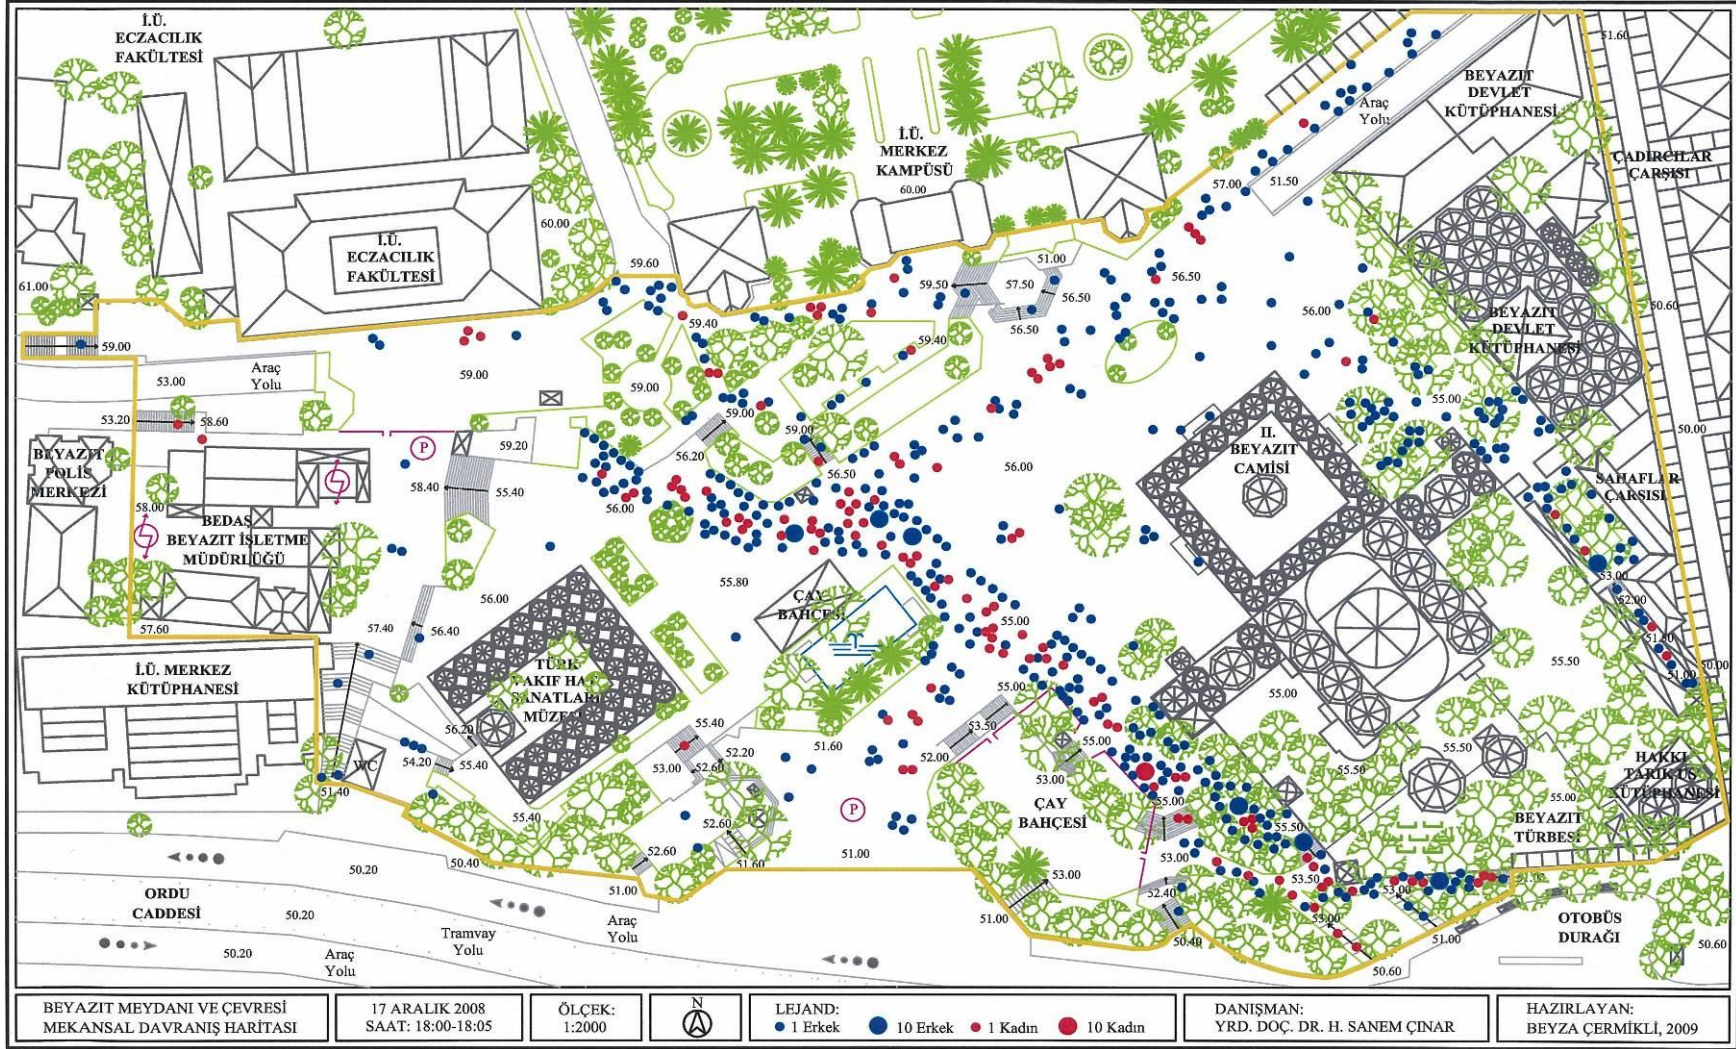 İ.Ü.
ECZACILIK
FAKÜLTESİ
İ.Ü.
MERKEZ
KAMPÜSÜ
60.00
BEYAZIT
DEVLET
KÜTÜPHANESİ
51.60
Araç
Yolu
ÇADIRCILAR
ÇARŞISI
57.00
51.50
İ.Ü.
ECZACILIK
FAKÜLTESİ
60.00
59.60
61.00
51.00
59.50
57.50
56.50
56.50
56.50
56.00
50.60
BEYAZIT
DEVLET
KÜTÜPHANESİ
59.40
59.40
59.00
Araç
Yolu
53.00
59.00
59.00
55.00
53.20
58.60
59.00
59.00
50.00
P
59.20
56.20
56.50
56.00
II.
BEYAZIT
CAMİSİ
BEYAZIT
POLİS
MERKEZİ
58.40
55.40
56.00
SAHAFLAR
ÇARŞISI
58.00
BEDAŞ
BEYAZIT İŞLETME
MÜDÜRLÜĞÜ
55.80
53.00
52.00
56.00
ÇAY
BAHÇESİ
55.00
57.60
57.40
56.40
51.80
50.00
51.00
İ.Ü. MERKEZ
KÜTÜPHANESİ
TÜRK
VAKIF HAT
SANATLARI
MÜZESİ
55.50
55.00
55.00
56.20
55.40
53.50
51.60
52.00
55.00
55.50
WC
54.20
55.40
53.00
52.60
52.20
53.00
55.50
HAKKI
TARIK US
KÜTÜPHANESİ
51.40
55.40
P
55.00
55.00
ÇAY
BAHÇESİ
52.60
55.50
BEYAZIT
TÜRBESİ
50.40
52.60
51.60
51.00
53.00
50.20
51.00
53.00
53.50
53.00
52.40
ORDU
CADDESİ
50.20
51.00
53.00
OTOBÜS
DURAĞI
Araç
Yolu
Tramvay
Yolu
50.40
51.00
50.20
Araç
Yolu
50.60
50.60
BEYAZIT MEYDANI VE ÇEVRESİ
MEKANSAL DAVRANIŞ HARİTASI
17 ARALIK 2008
SAAT: 18:00-18:05
ÖLÇEK:
1:2000
N
LEJAND:
1 Erkek 10 Erkek 1 Kadın 10 Kadın
DANIŞMAN:
YRD. DOÇ. DR. H. SANEM ÇINAR
HAZIRLAYAN:
BEYZA ÇERMİKLİ, 2009